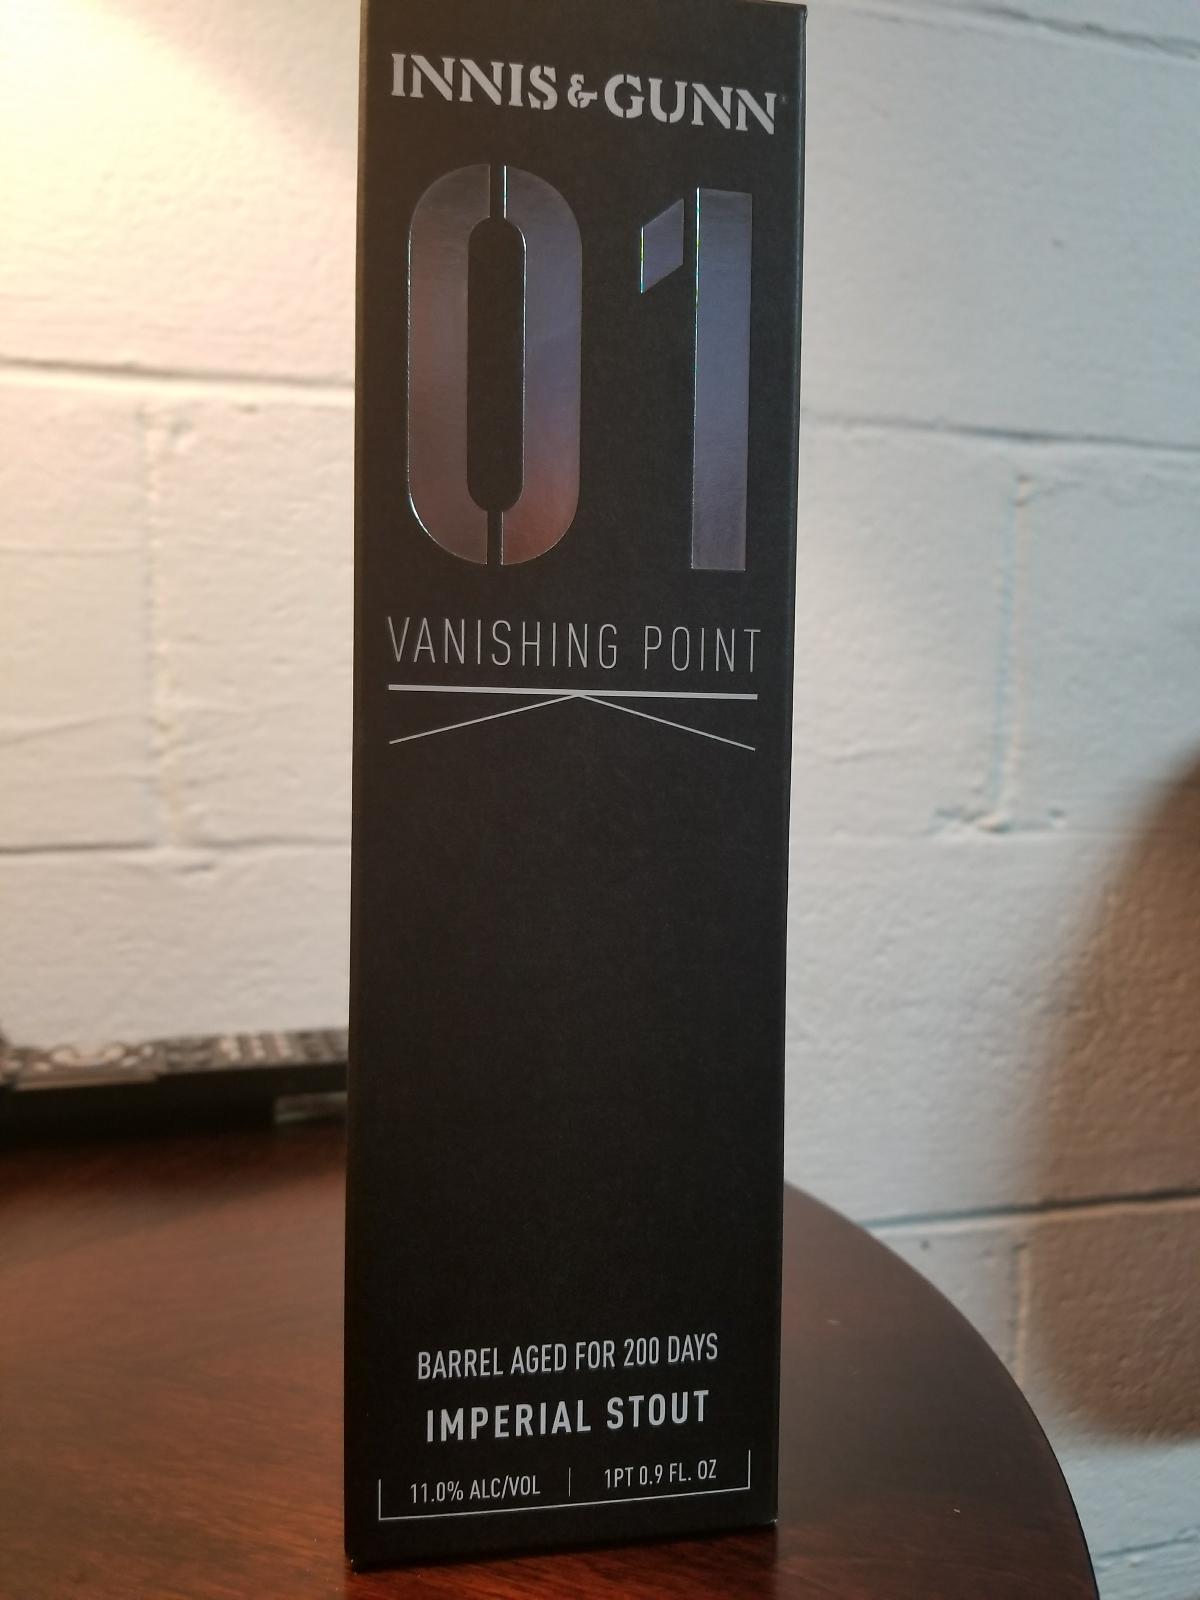 INNIS & GUNN
01
VANISHING POINT
BARREL AGED FOR 200 DAYS
IMPERIAL STOUT
11.0% ALC/VOL | 1PT 0.9 FL. OZ